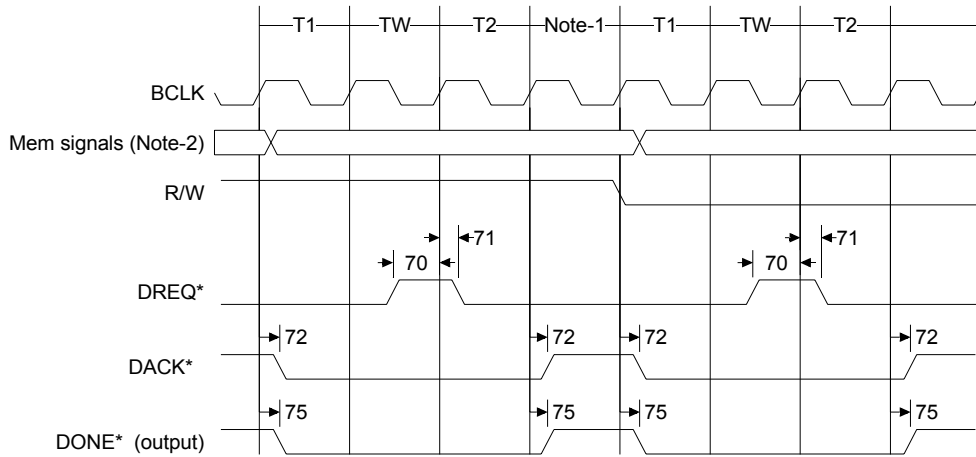 T1 TW T2 Note-1 T1 TW T2
BCLK
Mem signals (Note-2)
R/W
71 71
70 70
DREQ*
72 72 72 72
DACK*
75 75 75 75
DONE* (output)